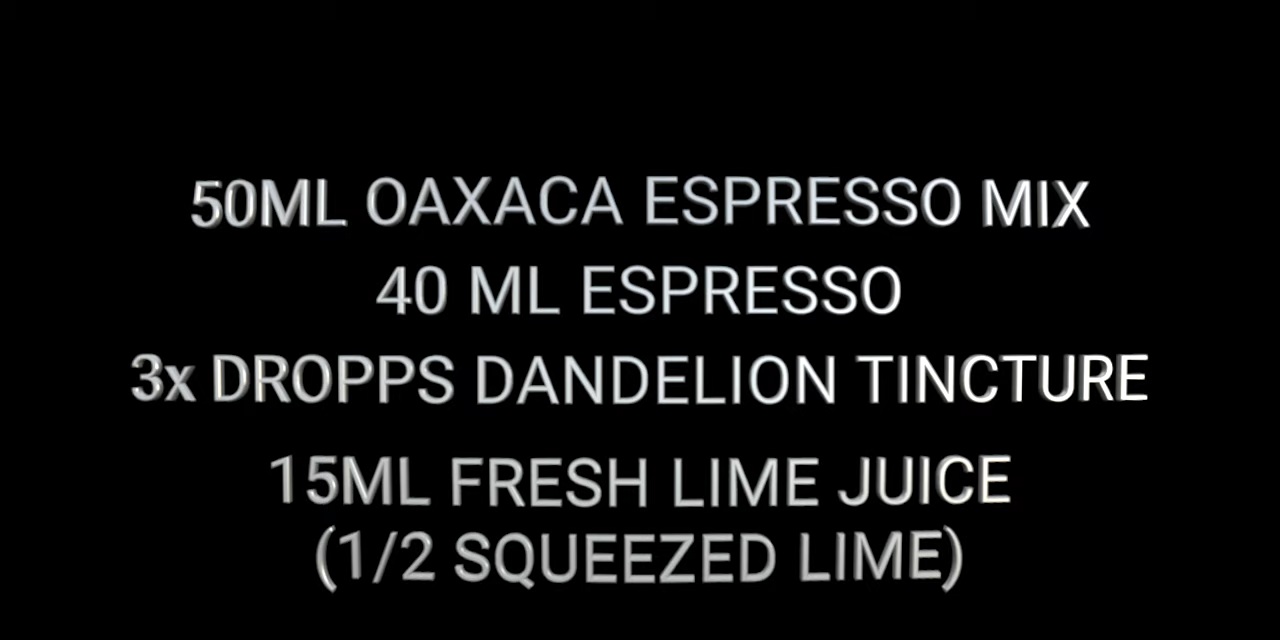 50ML OAXACA ESPRESSO MIX
40 ML ESPRESSO
3x DROPPS DANDELION TINCTURE
15ML FRESH LIME JUICE
(1/2 SQUEEZED LIME)